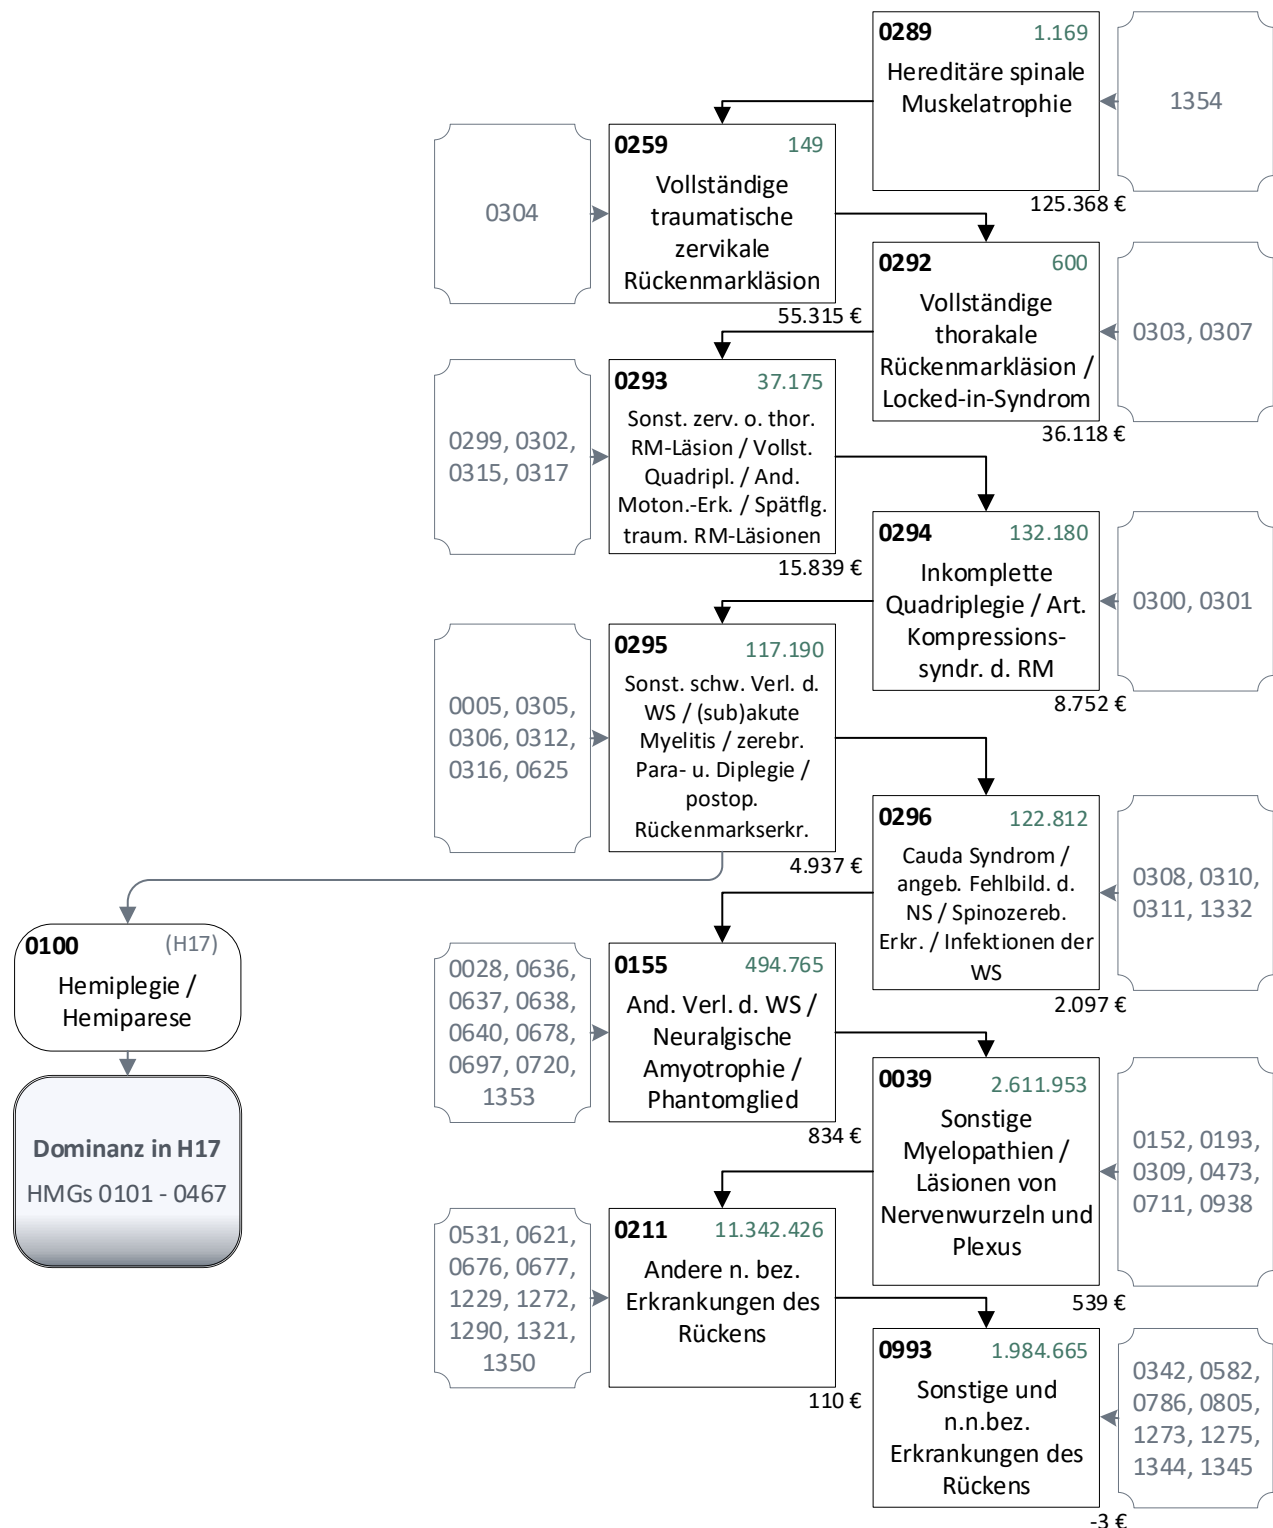 0289 1.169
Hereditäre spinale
Muskelatrophie
125.368 €
1354
0259 149
Vollständige
traumatische
zervikale
Rückenmarkläsion
55.315 €
0304
0292 600
Vollständige
thorakale
Rückenmarkläsion /
Locked-in-Syndrom
36.118 €
0303, 0307
0293 37.175
Sonst. zerv. o. thor.
RM-Läsion / Vollst.
Quadripl. / And.
Moton.-Erk. / Spätflg.
traum. RM-Läsionen
15.839 €
0299, 0302,
0315, 0317
0294 132.180
Inkomplette
Quadriplegie / Art.
Kompressions-
syndr. d. RM
8.752 €
0300, 0301
0295 117.190
Sonst. schw. Verl. d.
WS / (sub)akute
Myelitis / zerebr.
Para- u. Diplegie /
postop.
Rückenmarkserkr.
4.937 €
0005, 0305,
0306, 0312,
0316, 0625
0296 122.812
Cauda Syndrom /
angeb. Fehlbild. d.
NS / Spinozereb.
Erkr. / Infektionen der
WS
2.097 €
0308, 0310,
0311, 1332
0100 (H17)
Hemiplegie /
Hemiparese
Dominanz in H17
HMGs 0101 - 0467
0155 494.765
And. Verl. d. WS /
Neuralgische
Amyotrophie /
Phantomglied
834 €
0028, 0636,
0637, 0638,
0640, 0678,
0697, 0720,
1353
0039 2.611.953
Sonstige
Myelopathien /
Läsionen von
Nervenwurzeln und
Plexus
539 €
0152, 0193,
0309, 0473,
0711, 0938
0211 11.342.426
Andere n. bez.
Erkrankungen des
Rückens
110 €
0531, 0621,
0676, 0677,
1229, 1272,
1290, 1321,
1350
0993 1.984.665
Sonstige und
n.n.bez.
Erkrankungen des
Rückens
-3 €
0342, 0582,
0786, 0805,
1273, 1275,
1344, 1345